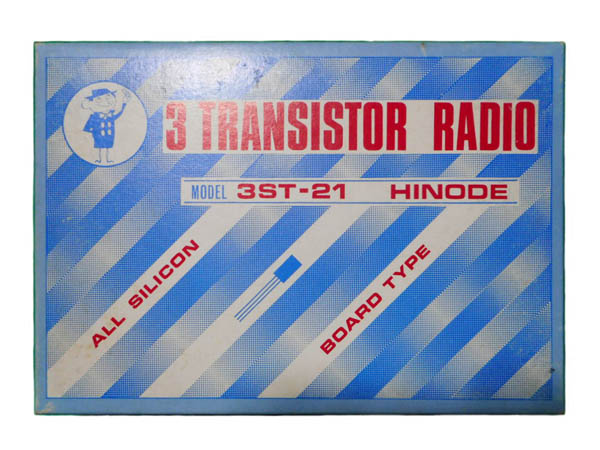 3 TRANSISTOR RADIO
MODEL 3ST-21 HINODE
ALL SILICON
BOARD TYPE